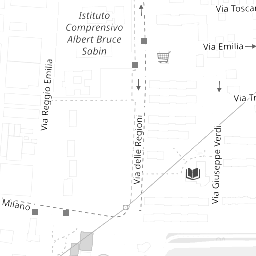 Via Toscan
Istituto
Comprensivo
Albert Bruce
Sabin
Via Emilia
Via Reggio Emilia
Via Tr
Via delle Regioni
Via Giuseppe Verdi
Milano